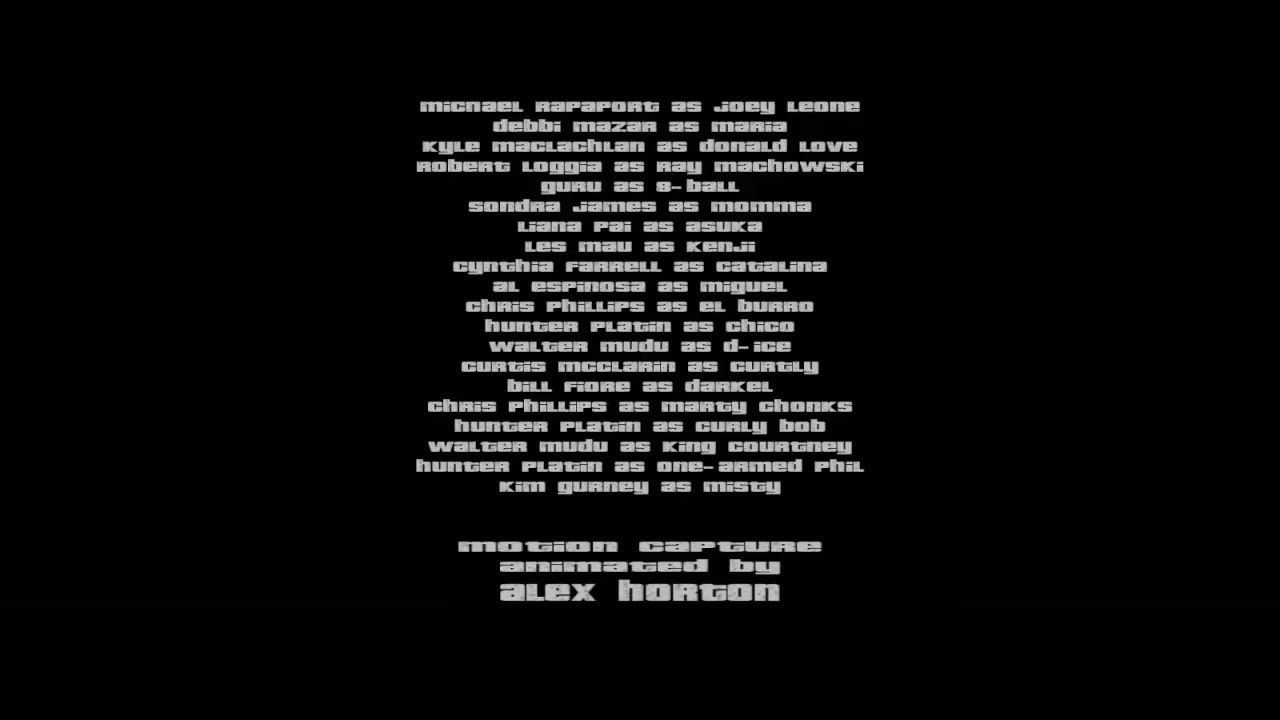 michael rapaport as joey leone
debbi mazar as maria
kyle maclachlan as donald love
robert loggia as ray machowski
guru as 8-ball
sondra james as momma
liana pai as asuka
les mau as kenji
cynthia farrell as catalina
al espinosa as miguel
chris phillips as el burro
hunter platin as chico
walter mudu as d-ice
curtis mcclarin as curtly
bill fiore as darkel
chris phillips as marty chonks
hunter platin as curly bob
walter mudu as king courtney
hunter platin as one-armed phil
kim gurney as misty
motion capture
animated by
alex horton